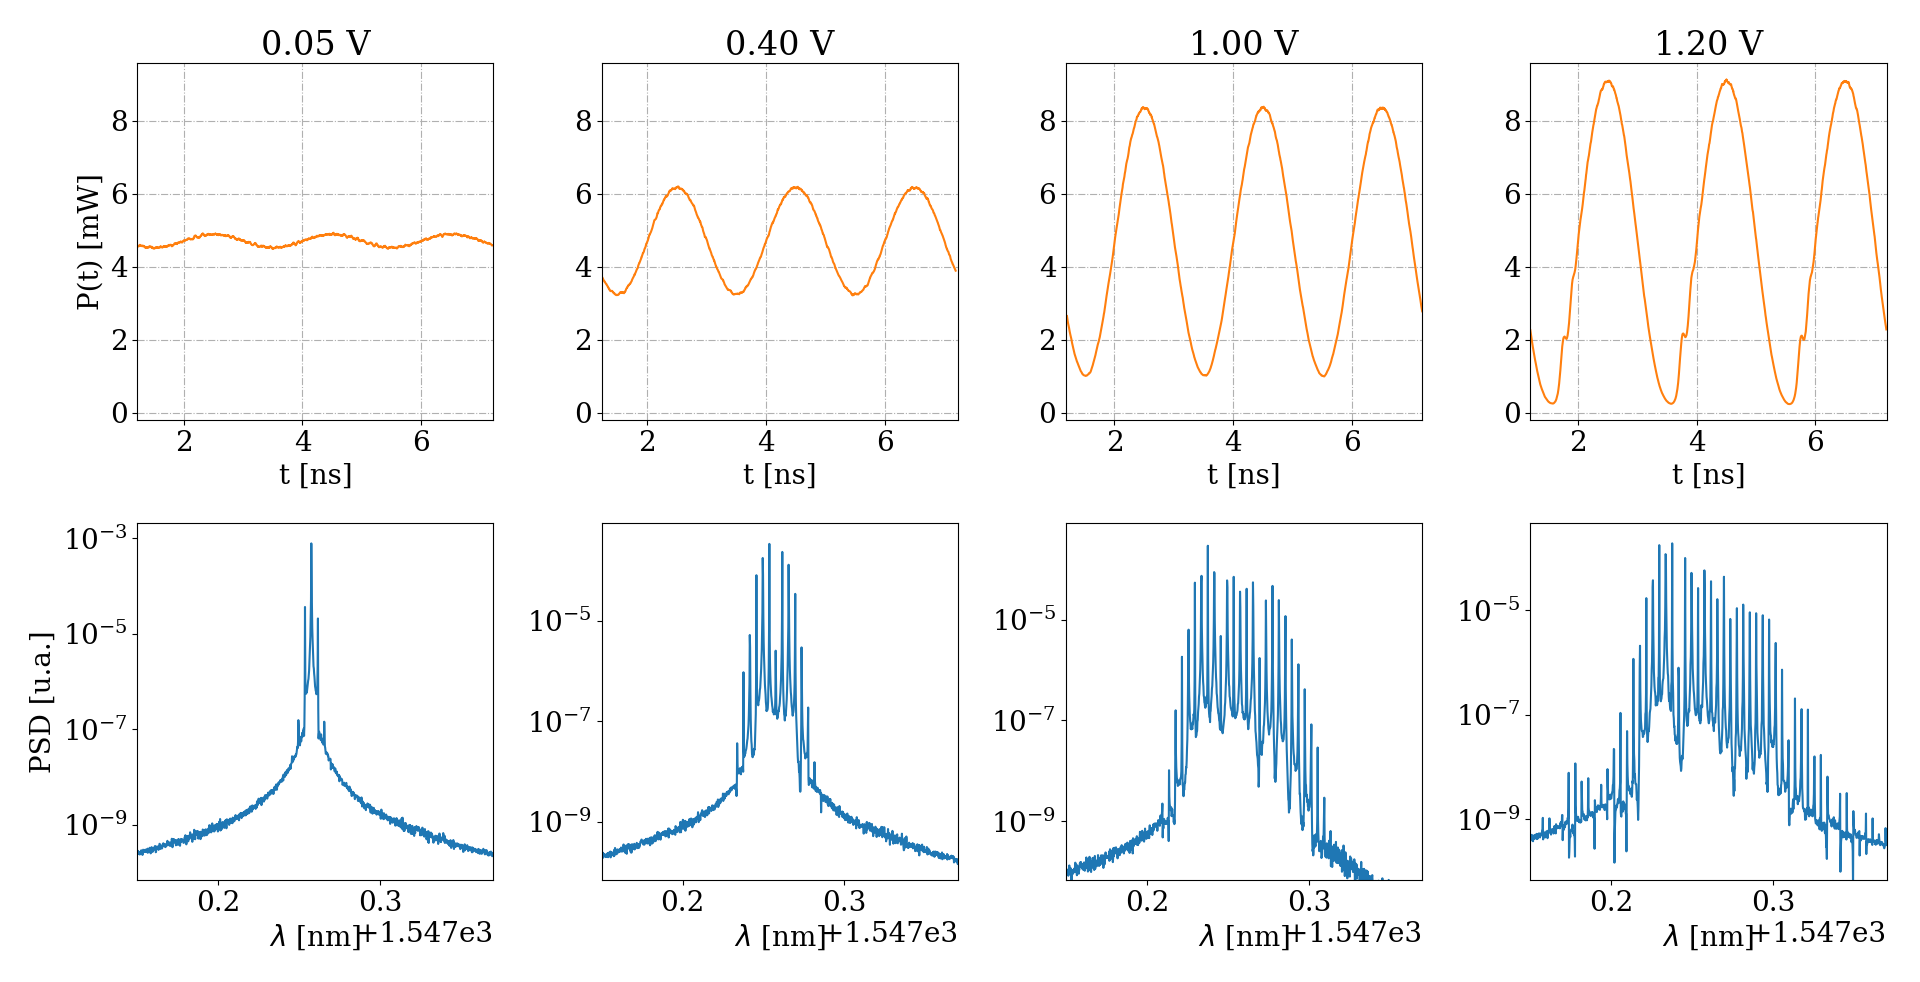 0.05 V 0.40 V 1.00 V 1.20 V
P(t) [mW]
8 8 8 8
6 6 6 6
4 4 4 4
2 2 2 2
0 0 0 0
2 4 6 2 4 6 2 4 6 2 4 6
t [ns] t [ns] t [ns] t [ns]
PSD [u.a.]
10⁻³
10⁻⁵ 10⁻⁵ 10⁻⁵ 10⁻⁵
10⁻⁷ 10⁻⁷ 10⁻⁷ 10⁻⁷
10⁻⁹ 10⁻⁹ 10⁻⁹ 10⁻⁹
0.2 0.3 0.2 0.3 0.2 0.3 0.2 0.3
λ [nm] +1.547e3 λ [nm] +1.547e3 λ [nm] +1.547e3 λ [nm] +1.547e3